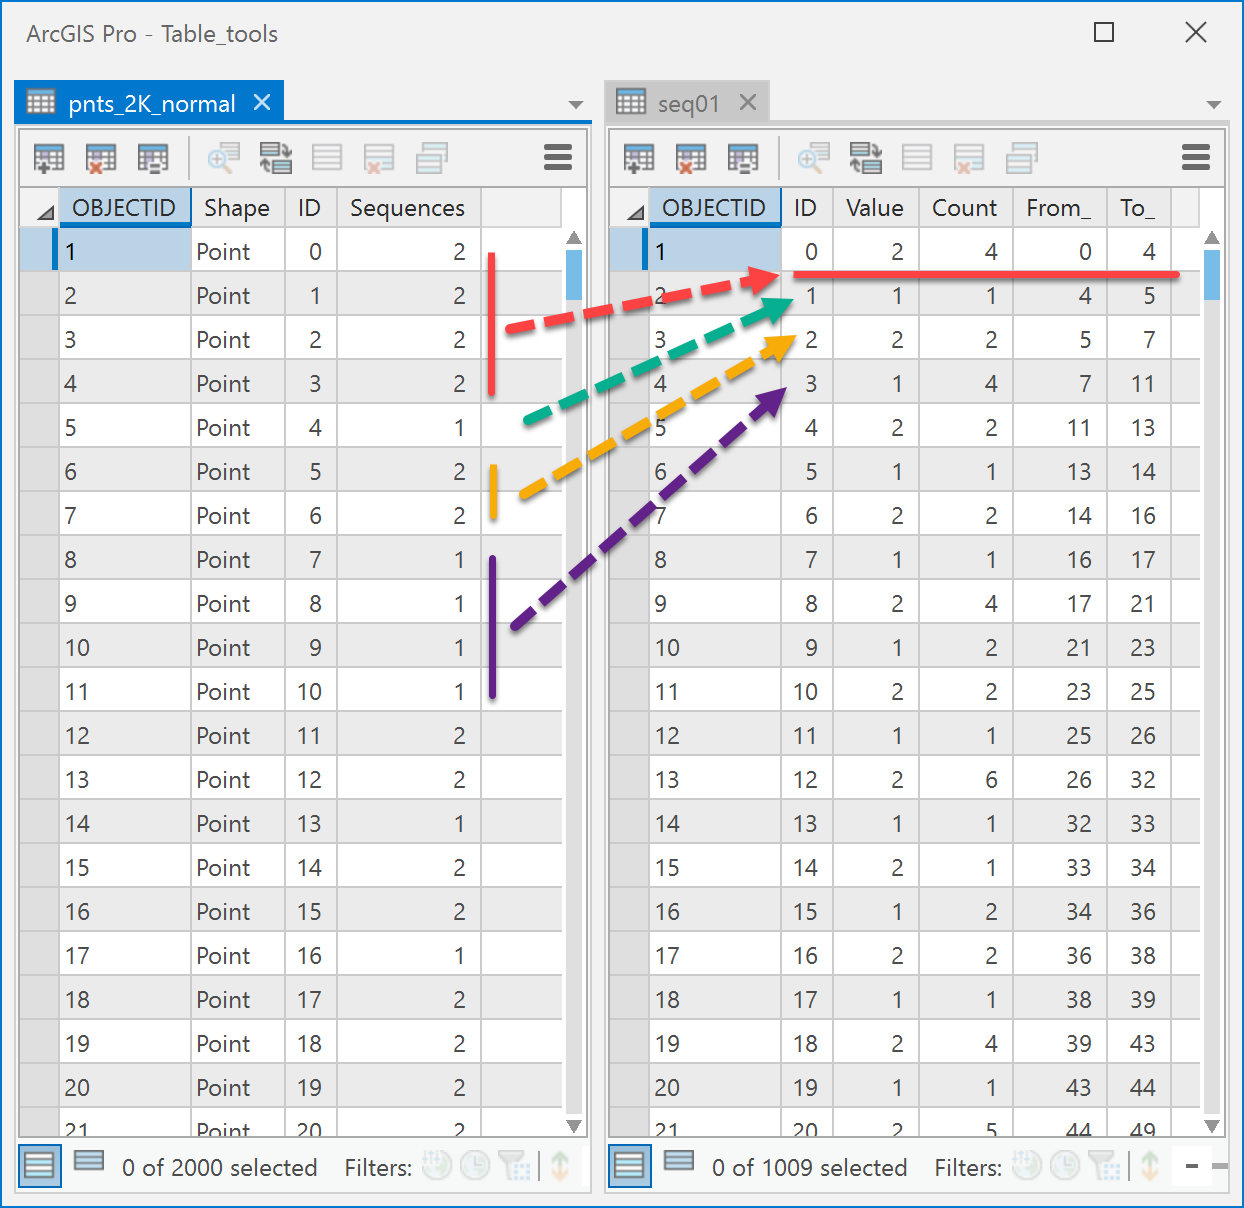 ArcGIS Pro - Table_tools
pnts_2K_normal
OBJECTID Shape ID Sequences
1 Point 0 2
2 Point 1 2
3 Point 2 2
4 Point 3 2
5 Point 4 1
6 Point 5 2
7 Point 6 2
8 Point 7 1
9 Point 8 1
10 Point 9 1
11 Point 10 1
12 Point 11 2
13 Point 12 2
14 Point 13 1
15 Point 14 2
16 Point 15 2
17 Point 16 1
18 Point 17 2
19 Point 18 2
20 Point 19 2
21 Point 20 2
0 of 2000 selected Filters:
seq01
OBJECTID ID Value Count From_ To_
1 0 2 4 0 4
2 1 1 1 4 5
3 2 2 2 5 7
4 3 1 4 7 11
5 4 2 2 11 13
6 5 1 1 13 14
7 6 2 2 14 16
8 7 1 1 16 17
9 8 2 4 17 21
10 9 1 2 21 23
11 10 2 2 23 25
12 11 1 1 25 26
13 12 2 6 26 32
14 13 1 1 32 33
15 14 2 1 33 34
16 15 1 2 34 36
17 16 2 2 36 38
18 17 1 1 38 39
19 18 2 4 39 43
20 19 1 1 43 44
21 20 2 5 44 49
0 of 1009 selected Filters: